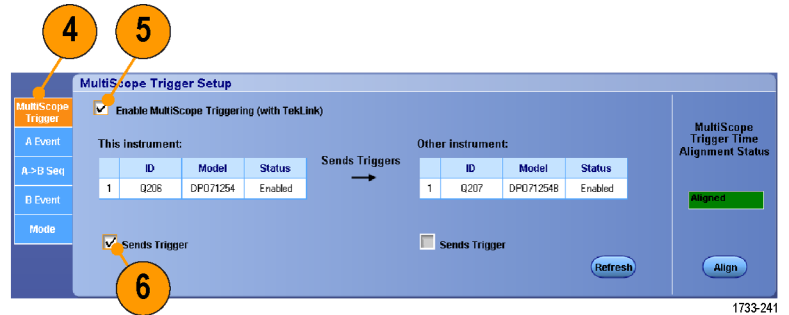 4 5
MultiScope Trigger Setup
MultiScope
Trigger
A Event
A->B Seq
B Event
Mode
Enable MultiScope Triggering (with TekLink)
This instrument:
ID Model Status
1 Q206 DPO71254 Enabled
Sends Triggers
Other instrument:
ID Model Status
1 Q207 DPO71254B Enabled
Sends Trigger
Sends Trigger
Refresh
MultiScope
Trigger Time
Alignment Status
Aligned
Align
6
1733-241